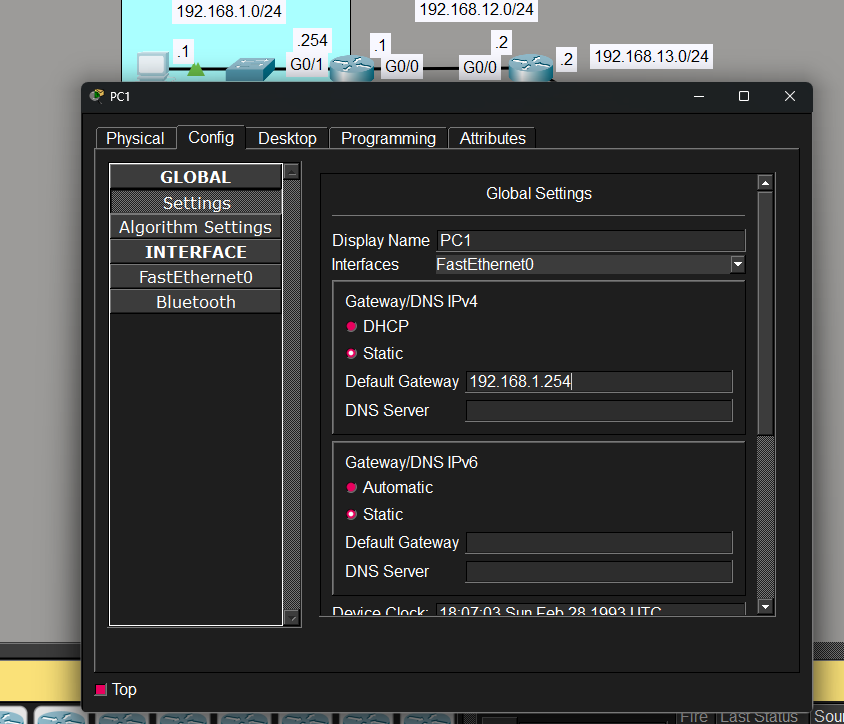 192.168.1.0/24
192.168.12.0/24
.1
.254
.1
.2
G0/1
G0/0
G0/0
.2
192.168.13.0/24
PC1
Physical
Config
Desktop
Programming
Attributes
GLOBAL
Settings
Algorithm Settings
INTERFACE
FastEthernet0
Bluetooth
Global Settings
Display Name PC1
Interfaces FastEthernet0
Gateway/DNS IPv4
DHCP
Static
Default Gateway 192.168.1.254
DNS Server
Gateway/DNS IPv6
Automatic
Static
Default Gateway
DNS Server
Device Clock: 18:07:03 Sun Feb 28 1993 UTC
Top
Fire Last Status Sou